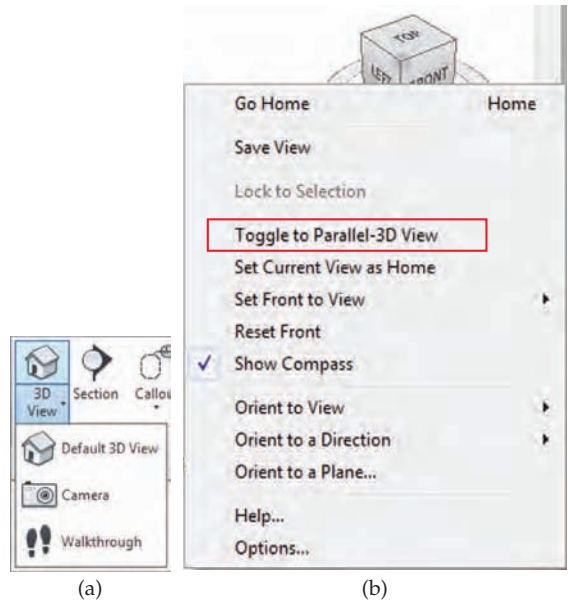 TOP
LEFT FRONT
Go Home Home
Save View
Lock to Selection
Toggle to Parallel-3D View
Set Current View as Home
Set Front to View
Reset Front
Show Compass
Orient to View
Orient to a Direction
Orient to a Plane...
Help...
Options...
3D
View
Section
Callou
Default 3D View
Camera
Walkthrough
(a)
(b)